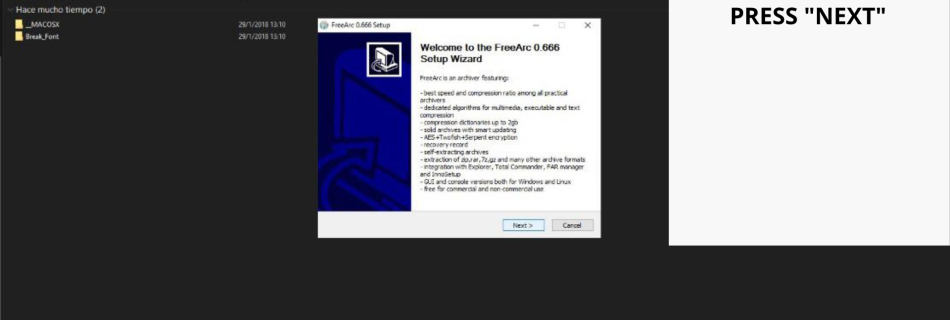 Hace mucho tiempo (2)
__MACOSX 29/1/2018 13:10
Break_Font 29/1/2018 13:10
FreeArc 0.666 Setup
Welcome to the FreeArc 0.666
Setup Wizard
FreeArc is an archiver featuring:
- best speed and compression ratio among all practical
archivers
- dedicated algorithms for multimedia, executable and text
compression
- compression dictionaries up to 2gb
- solid archives with smart updating
- AES+Twofish+Serpent encryption
- recovery record
- self-extracting archives
- extraction of zip,rar,7z,gz and many other archive formats
- integration with Explorer, Total Commander, FAR manager
and InnoSetup
- GUI and console versions both for Windows and Linux
- free for commercial and non-commercial use
Next >
Cancel
PRESS "NEXT"